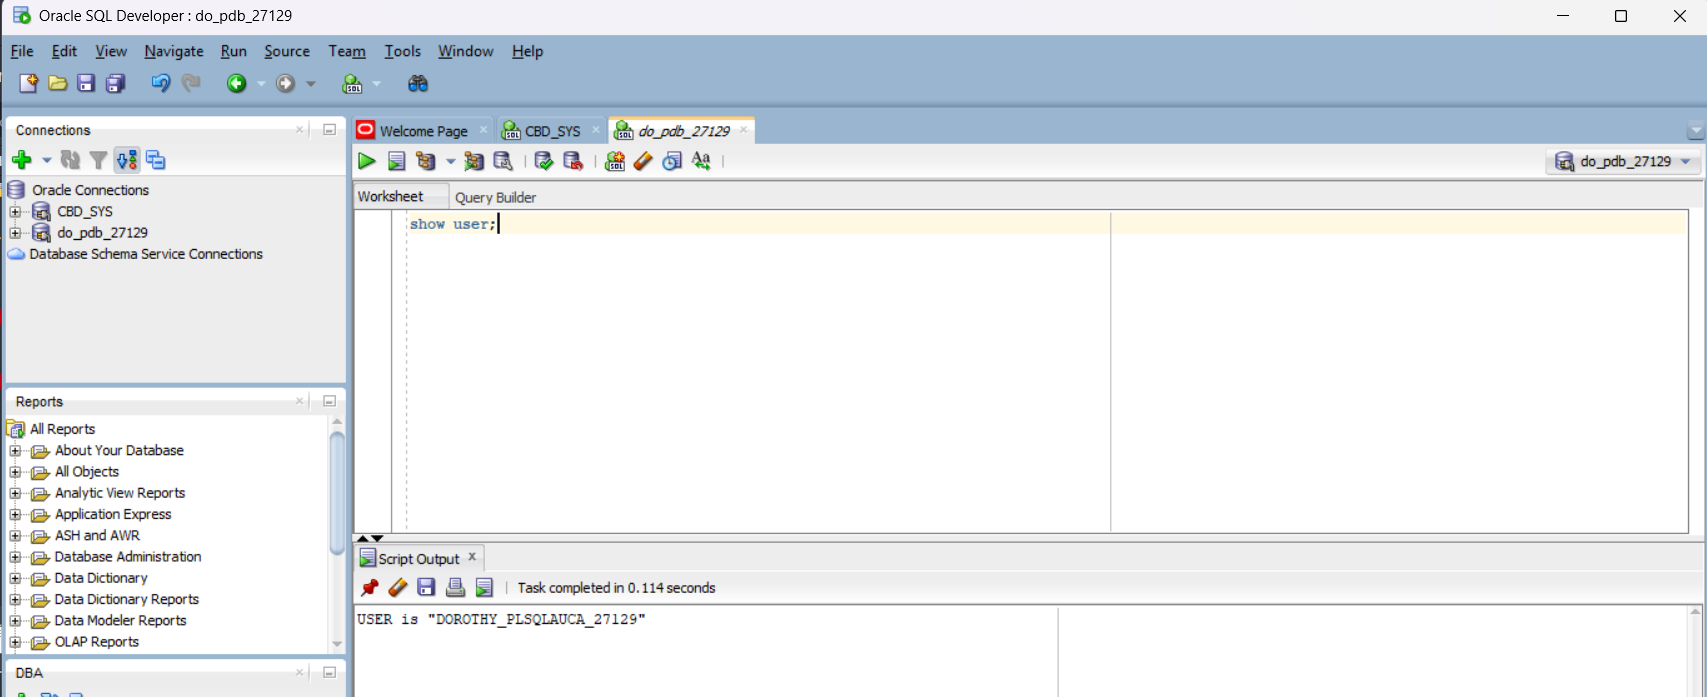 Oracle SQL Developer : do_pdb_27129
File Edit View Navigate Run Source Team Tools Window Help
Connections
Oracle Connections
CBD_SYS
do_pdb_27129
Database Schema Service Connections
Reports
All Reports
About Your Database
All Objects
Analytic View Reports
Application Express
ASH and AWR
Database Administration
Data Dictionary
Data Dictionary Reports
Data Modeler Reports
OLAP Reports
DBA
Welcome Page CBD_SYS do_pdb_27129
do_pdb_27129
Worksheet Query Builder
show user;
Script Output
Task completed in 0.114 seconds
USER is "DOROTHY_PLSQLAUCA_27129"